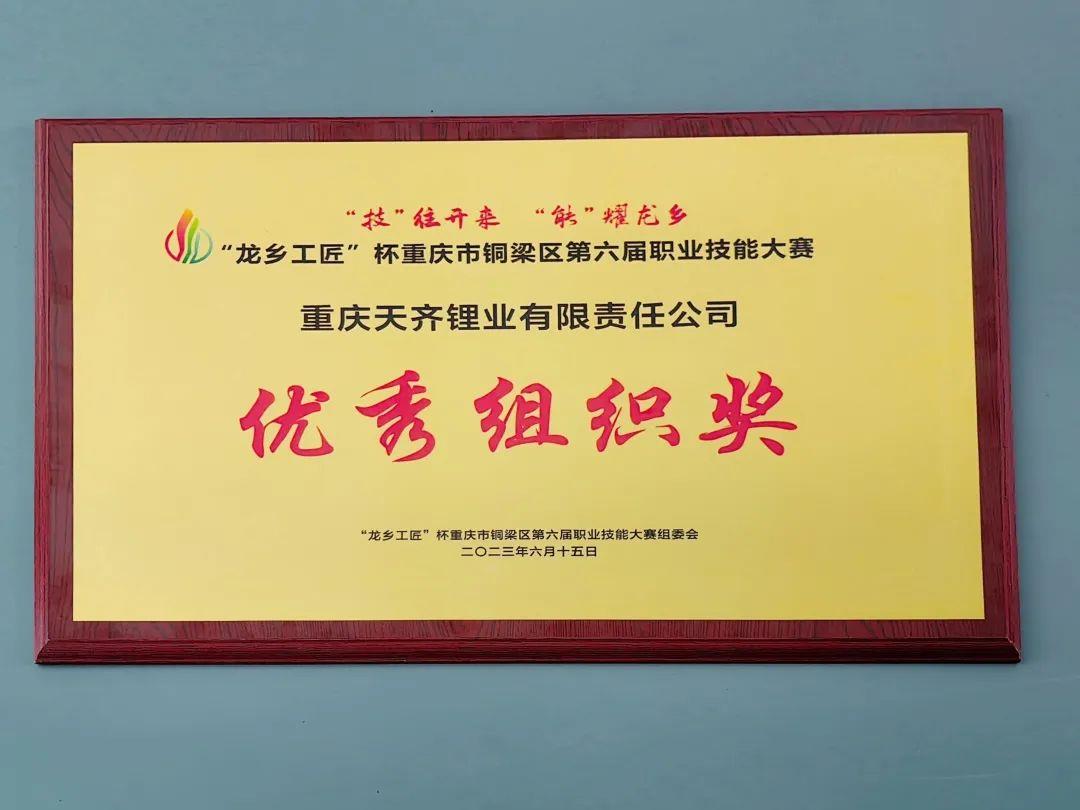 “技”往开来 “能”耀龙乡
“龙乡工匠”杯重庆市铜梁区第六届职业技能大赛
重庆天齐锂业有限责任公司
优秀组织奖
“龙乡工匠”杯重庆市铜梁区第六届职业技能大赛组委会
二〇二三年六月十五日